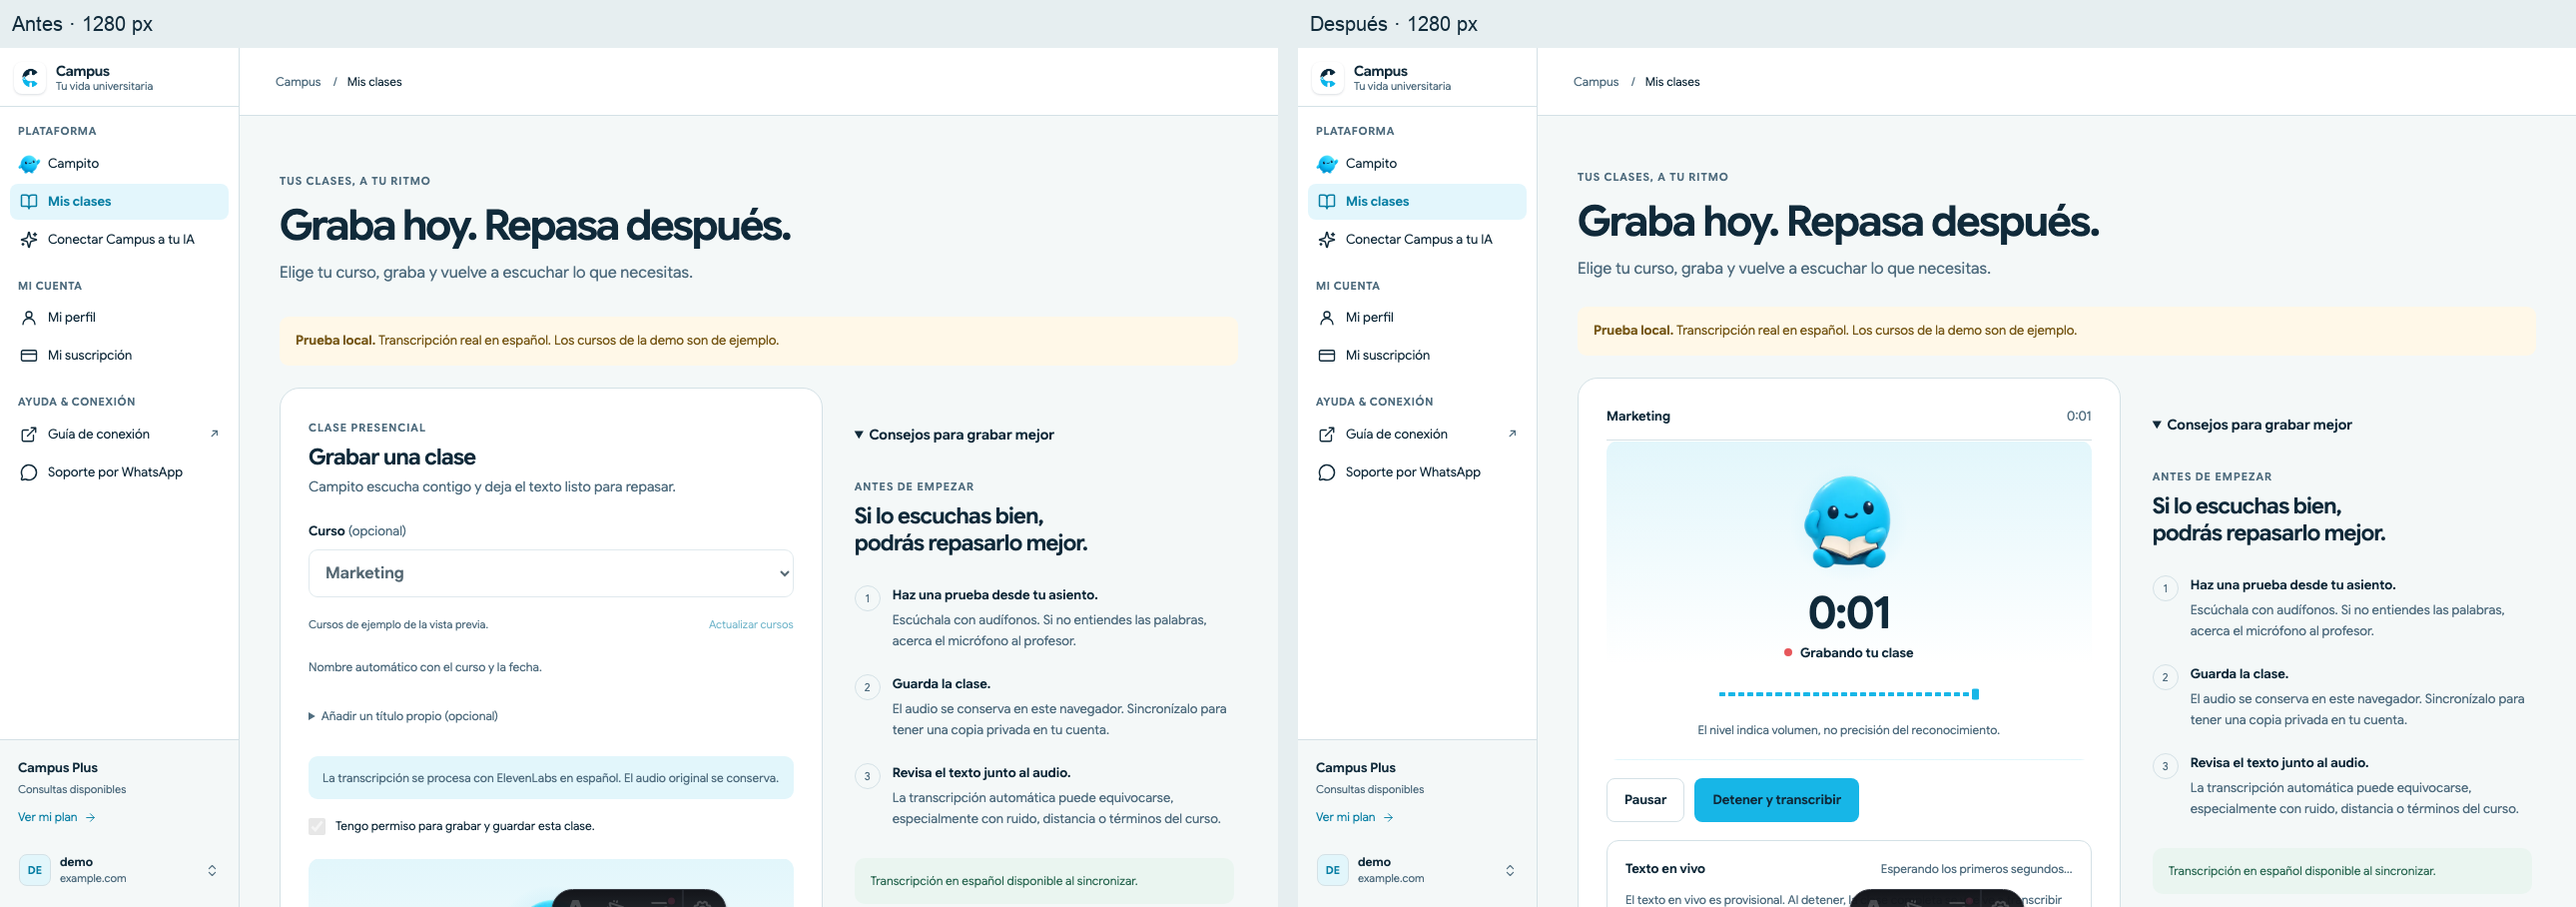 Antes · 1280 px
Campus
Tu vida universitaria
PLATAFORMA
Campito
Mis clases
Conectar Campus a tu IA
MI CUENTA
Mi perfil
Mi suscripción
AYUDA & CONEXIÓN
Guía de conexión
Soporte por WhatsApp
Campus Plus
Consultas disponibles
Ver mi plan →
DE
demo
example.com
Campus / Mis clases
TUS CLASES, A TU RITMO
Graba hoy. Repasa después.
Elige tu curso, graba y vuelve a escuchar lo que necesitas.
Prueba local. Transcripción real en español. Los cursos de la demo son de ejemplo.
CLASE PRESENCIAL
Grabar una clase
Campito escucha contigo y deja el texto listo para repasar.
Curso (opcional)
Marketing
Cursos de ejemplo de la vista previa.
Actualizar cursos
Nombre automático con el curso y la fecha.
Añadir un título propio (opcional)
La transcripción se procesa con ElevenLabs en español. El audio original se conserva.
Tengo permiso para grabar y guardar esta clase.
Consejos para grabar mejor
ANTES DE EMPEZAR
Si lo escuchas bien,
podrás repasarlo mejor.
1
Haz una prueba desde tu asiento.
Escúchala con audífonos. Si no entiendes las palabras,
acerca el micrófono al profesor.
2
Guarda la clase.
El audio se conserva en este navegador. Sincronízalo para
tener una copia privada en tu cuenta.
3
Revisa el texto junto al audio.
La transcripción automática puede equivocarse,
especialmente con ruido, distancia o términos del curso.
Transcripción en español disponible al sincronizar.
Después · 1280 px
Campus
Tu vida universitaria
PLATAFORMA
Campito
Mis clases
Conectar Campus a tu IA
MI CUENTA
Mi perfil
Mi suscripción
AYUDA & CONEXIÓN
Guía de conexión
Soporte por WhatsApp
Campus Plus
Consultas disponibles
Ver mi plan →
DE
demo
example.com
Campus / Mis clases
TUS CLASES, A TU RITMO
Graba hoy. Repasa después.
Elige tu curso, graba y vuelve a escuchar lo que necesitas.
Prueba local. Transcripción real en español. Los cursos de la demo son de ejemplo.
Marketing
0:01
0:01
Grabando tu clase
El nivel indica volumen, no precisión del reconocimiento.
Pausar
Detener y transcribir
Texto en vivo
Esperando los primeros segundos...
El texto en vivo es provisional. Al detener,
Consejos para grabar mejor
ANTES DE EMPEZAR
Si lo escuchas bien,
podrás repasarlo mejor.
1
Haz una prueba desde tu asiento.
Escúchala con audífonos. Si no entiendes las palabras,
acerca el micrófono al profesor.
2
Guarda la clase.
El audio se conserva en este navegador. Sincronízalo para
tener una copia privada en tu cuenta.
3
Revisa el texto junto al audio.
La transcripción automática puede equivocarse,
especialmente con ruido, distancia o términos del curso.
Transcripción en español disponible al sincronizar.